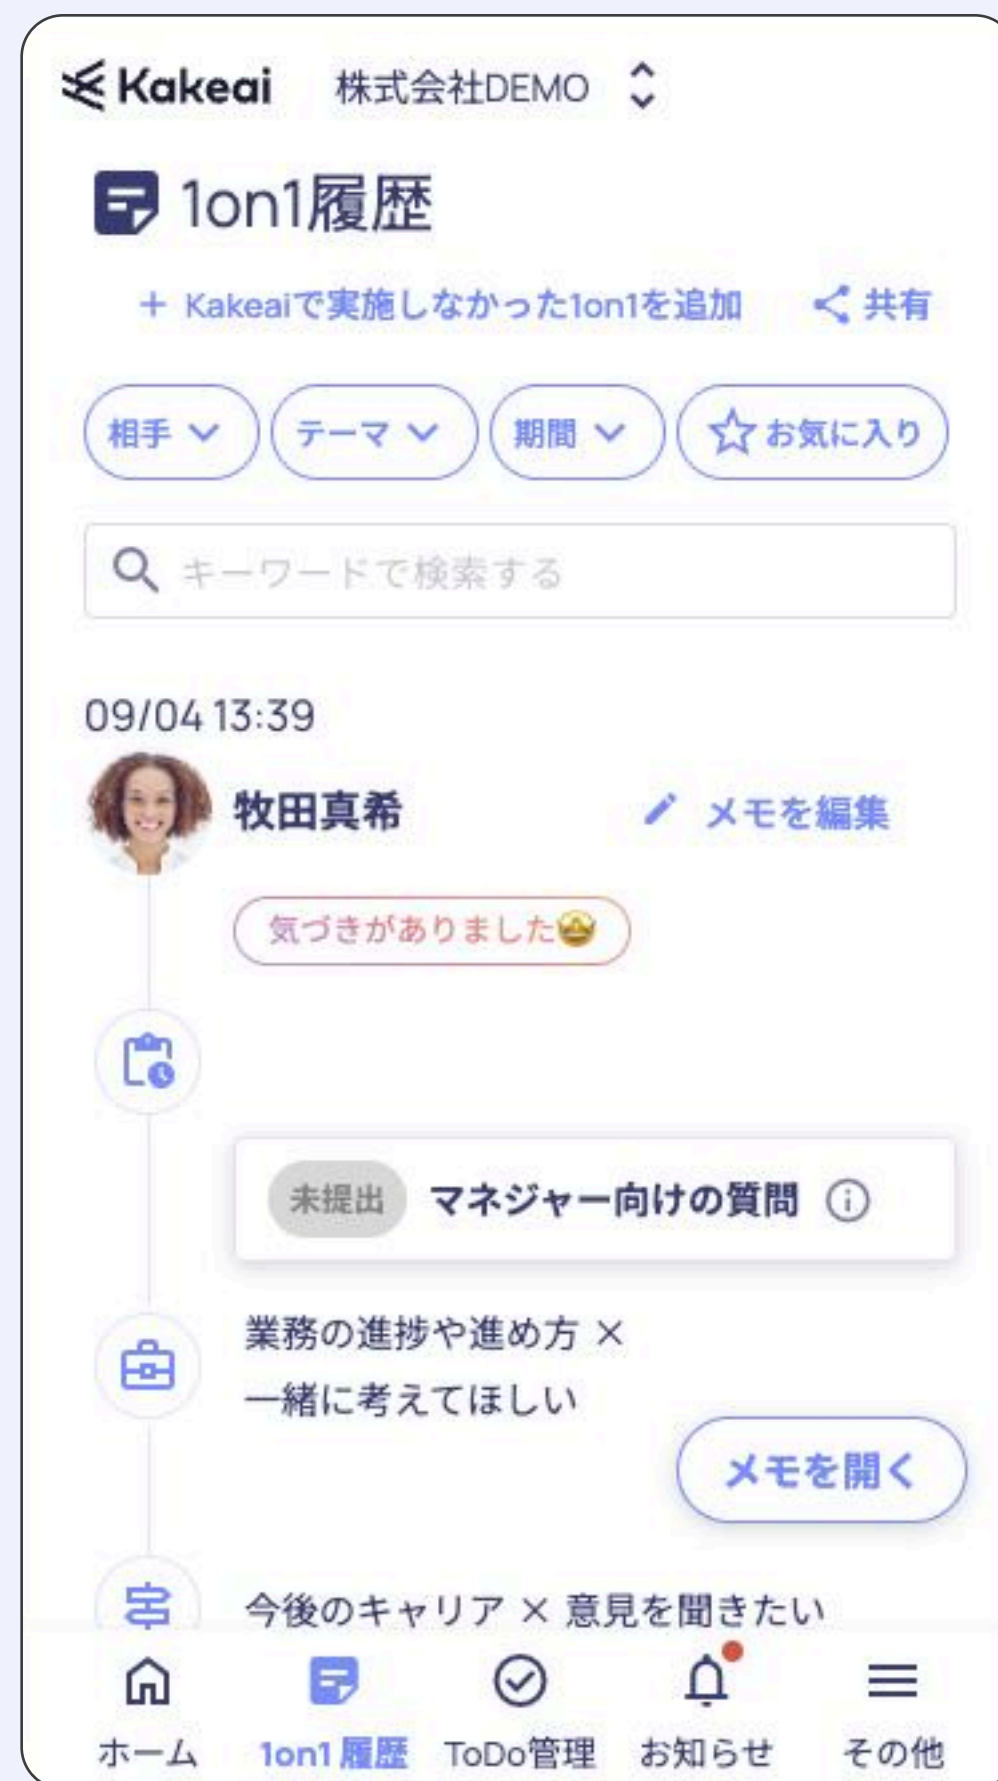 Kakeai 株式会社DEMO
1on1履歴
+ Kakeaiで実施しなかった1on1を追加 共有
相手 テーマ 期間 お気に入り
キーワードで検索する
09/04 13:39
牧田真希 メモを編集
気づきがありました🤩
未提出 マネジャー向けの質問
業務の進捗や進め方 ×
一緒に考えてほしい
メモを開く
今後のキャリア × 意見を聞きたい
ホーム 1on1 履歴 ToDo管理 お知らせ その他